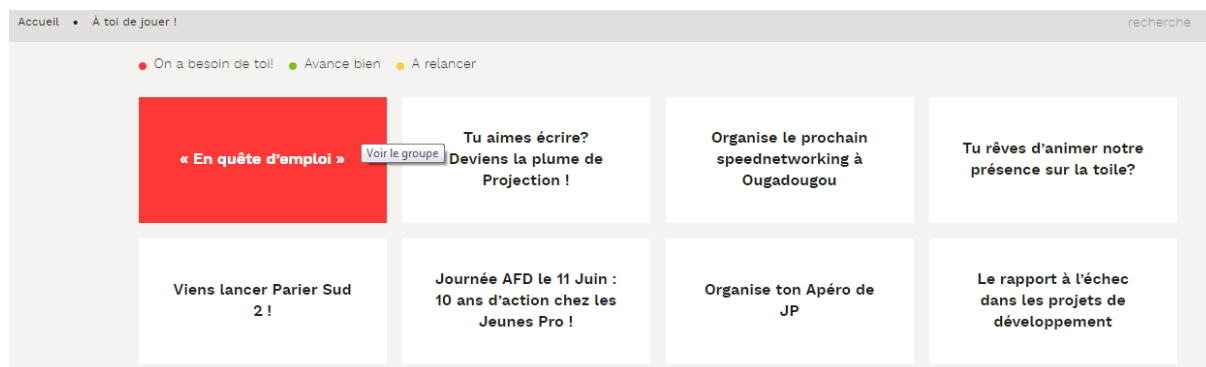 Accueil • À toi de jouer !
recherche
On a besoin de toi! Avance bien A relancer
« En quête d'emploi »
Voir le groupe
Tu aimes écrire?
Deviens la plume de
Projection !
Organise le prochain
speednetworking à
Ougadougou
Tu rêves d'animer notre
présence sur la toile?
Viens lancer Parier Sud
2 !
Journée AFD le 11 Juin :
10 ans d'action chez les
Jeunes Pro !
Organise ton Apéro de
JP
Le rapport à l'échec
dans les projets de
développement